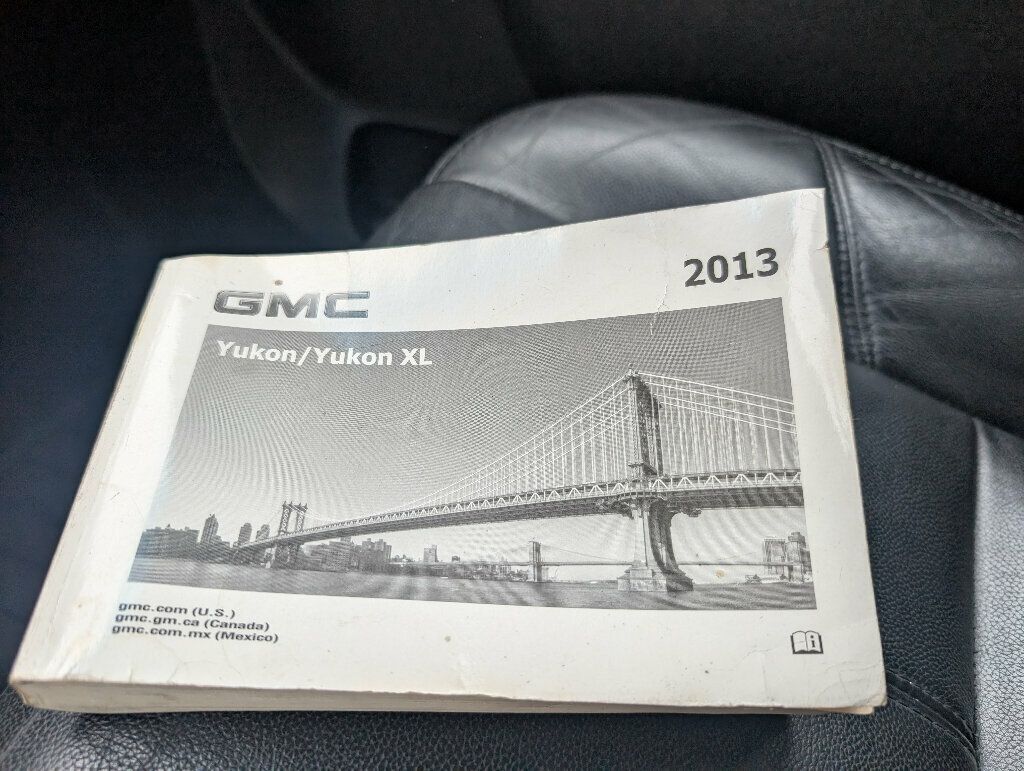 GMC
2013
Yukon/Yukon XL
gmc.com (U.S.)
gmc.gm.ca (Canada)
gmc.com.mx (Mexico)